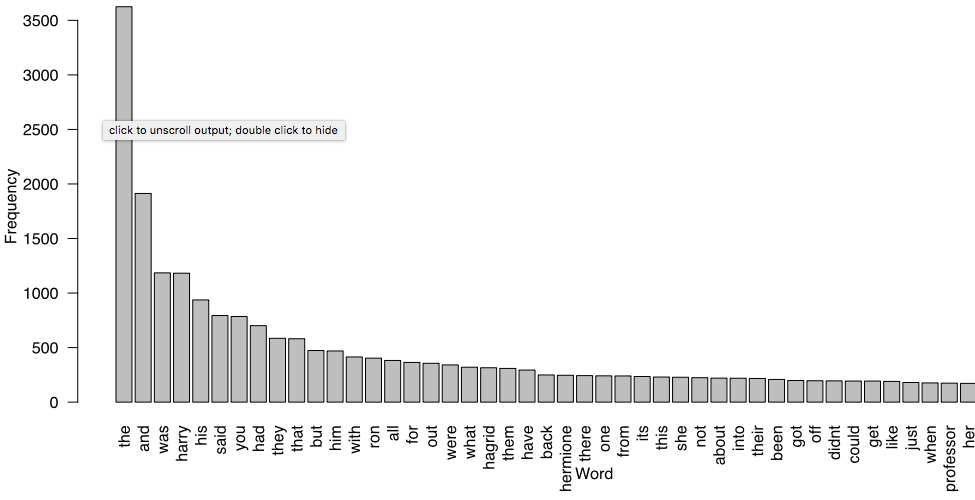 3500
3000
2500
click to unscroll output; double click to hide
2000
Frequency
1500
1000
500
0
the and was harry his said you had they that but him with ron all for out were what hagrid them have back hermione there one from its this she not about into their been got off didnt could get like just when professor her
Word